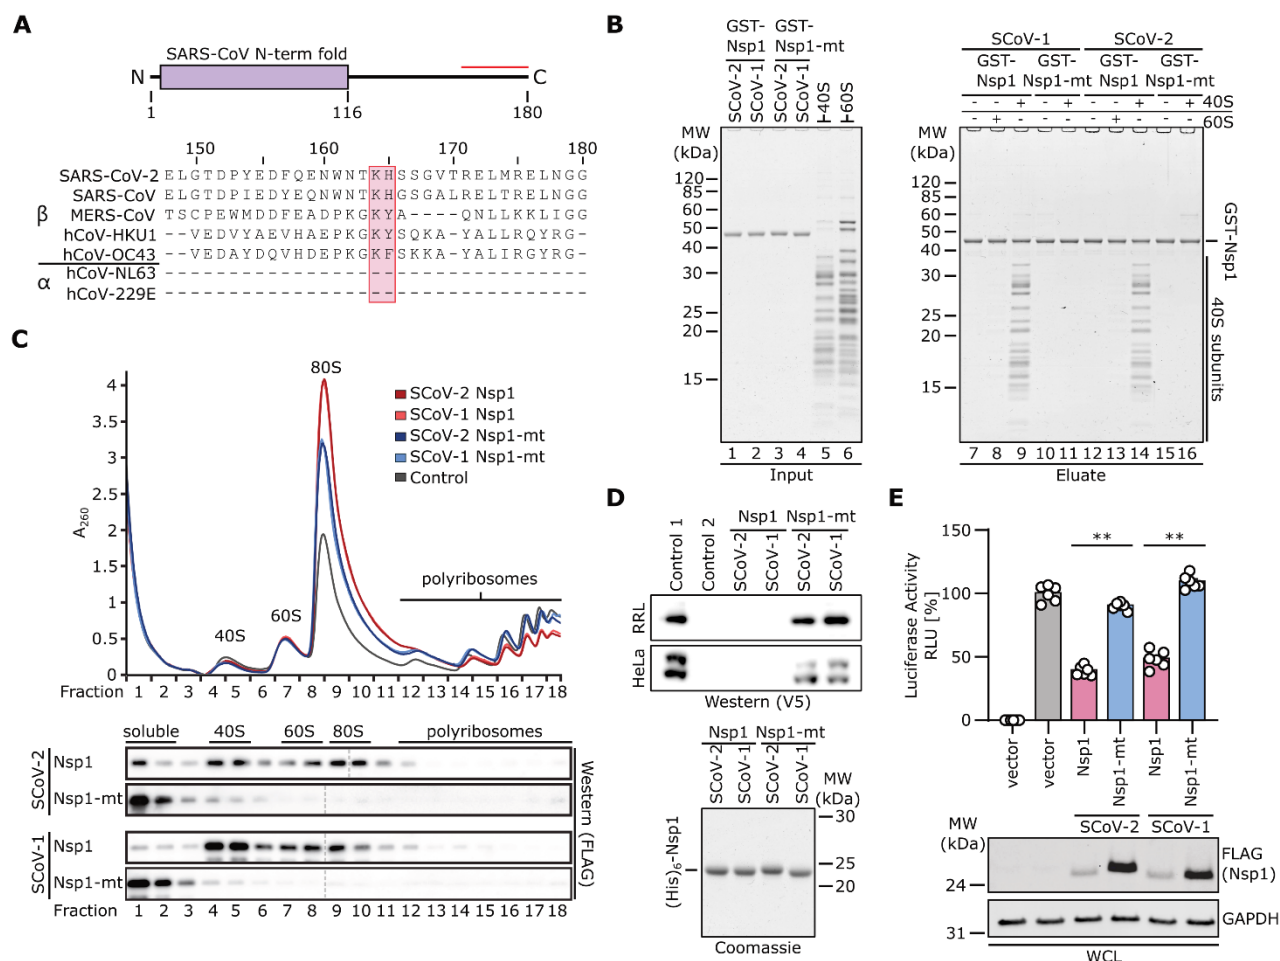 A
SARS-CoV N-term fold
N
C
1
116
180
150
160
170
180
SARS-CoV-2 ELGTDPYEDFQENWNTKHSSGVTRELMRELNGG
SARS-CoV ELGTDPIDYEQNWNTKHGSGALRELTRELNGG
β
MERS-CoV TSCPEWMDDFEADPKGKYA----QNLLKKLIGG
hCoV-HKU1 --VEDVYAEVHAEPKGKYSQKA-YALLRQYRG-
hCoV-OC43 --VEDAYDQVHDEPKGKFSKKA-YALIRGYRG-
α
hCoV-NL63
hCoV-229E
B
GST-Nsp1
GST-Nsp1-mt
SCoV-2
SCoV-1
SCoV-2
SCoV-1
40S
60S
MW
(kDa)
120
85
60
50
40
30
25
20
15
1 2 3 4 5 6
Input
SCoV-1
SCoV-2
GST-Nsp1
GST-Nsp1-mt
GST-Nsp1
GST-Nsp1-mt
- - + - + - - + - + 40S
- + - - - - + - - - 60S
MW
(kDa)
120
85
60
50
40
30
25
20
15
GST-Nsp1
40S subunits
7 8 9 10 11 12 13 14 15 16
Eluate
C
80S
60S
40S
polyribosomes
SCoV-2 Nsp1
SCoV-1 Nsp1
SCoV-2 Nsp1-mt
SCoV-1 Nsp1-mt
Control
A260
4
3.5
3
2.5
2
1.5
1
0.5
0
Fraction 1 2 3 4 5 6 7 8 9 10 11 12 13 14 15 16 17 18
soluble 40S 60S 80S polyribosomes
SCoV-2
Nsp1
Nsp1-mt
SCoV-1
Nsp1
Nsp1-mt
Western (FLAG)
Fraction 1 2 3 4 5 6 7 8 9 10 11 12 13 14 15 16 17 18
D
Nsp1
Nsp1-mt
Control 1
Control 2
SCoV-2
SCoV-1
SCoV-2
SCoV-1
RRL
HeLa
Western (V5)
Nsp1
Nsp1-mt
SCoV-2
SCoV-1
SCoV-2
SCoV-1
MW
(kDa)
30
25
20
(His)6-Nsp1
Coomassie
E
Luciferase Activity
RLU [%]
150
100
50
0
**
**
vector
vector
Nsp1
Nsp1-mt
Nsp1
Nsp1-mt
SCoV-2
SCoV-1
MW
(kDa)
24
31
FLAG
(Nsp1)
GAPDH
WCL